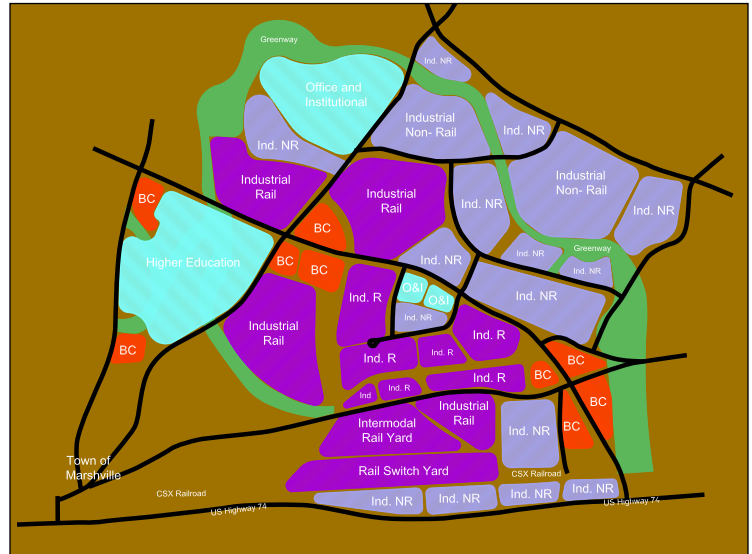 Greenway
Ind. NR
Office and
Institutional
Industrial
Non- Rail
Ind. NR
Ind. NR
Industrial
Rail
Industrial
Rail
Industrial
Non- Rail
BC
Ind. NR
Ind. NR
BC
Higher Education
BC
BC
Ind. NR
Ind. NR
Greenway
Ind. NR
O&I
O&I
Ind. R
Ind. NR
Ind. NR
Industrial
Rail
Ind. R
BC
Ind. R
Ind. R
BC
BC
Ind. R
Ind. R
Ind
BC
Industrial
Rail
Intermodal
Rail Yard
Ind. NR
BC
Town of
Marshville
Rail Switch Yard
CSX Railroad
CSX Railroad
US Highway 74
Ind. NR
Ind. NR
Ind. NR
Ind. NR
US Highway 74